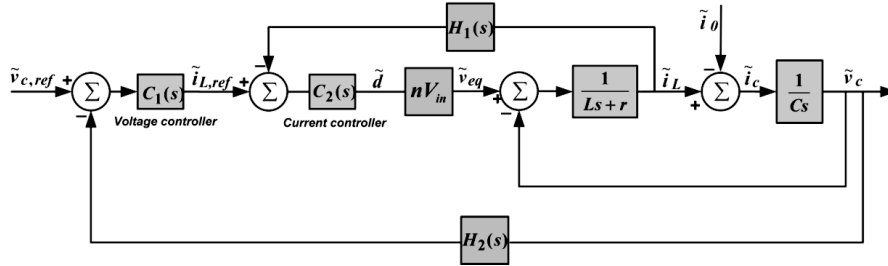 H₁(s)
ĩ₀
ṽc,ref + − Σ C₁(s) ĩL,ref + − Σ C₂(s) d̃ nVin ṽeq + − Σ 1/(Ls+r) ĩL + − Σ ĩc 1/(Cs) ṽc
Voltage controller Current controller
H₂(s)